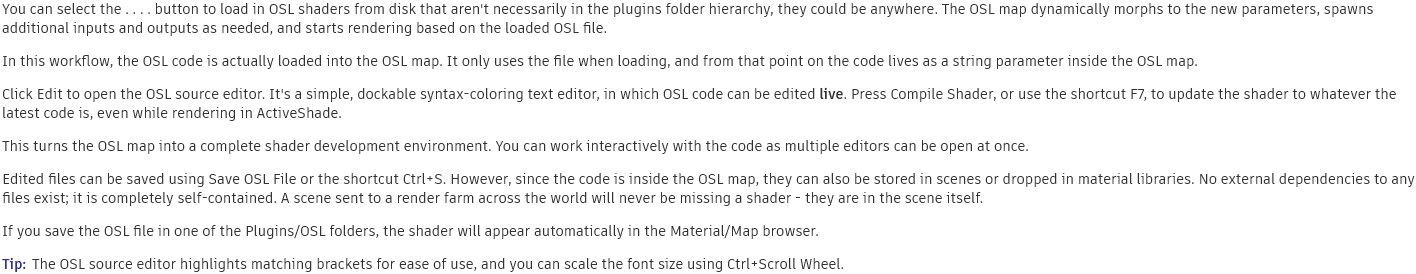 You can select the . . . . button to load in OSL shaders from disk that aren't necessarily in the plugins folder hierarchy, they could be anywhere. The OSL map dynamically morphs to the new parameters, spawns
additional inputs and outputs as needed, and starts rendering based on the loaded OSL file.
In this workflow, the OSL code is actually loaded into the OSL map. It only uses the file when loading, and from that point on the code lives as a string parameter inside the OSL map.
Click Edit to open the OSL source editor. It's a simple, dockable syntax-coloring text editor, in which OSL code can be edited live. Press Compile Shader, or use the shortcut F7, to update the shader to whatever the
latest code is, even while rendering in ActiveShade.
This turns the OSL map into a complete shader development environment. You can work interactively with the code as multiple editors can be open at once.
Edited files can be saved using Save OSL File or the shortcut Ctrl+S. However, since the code is inside the OSL map, they can also be stored in scenes or dropped in material libraries. No external dependencies to any
files exist; it is completely self-contained. A scene sent to a render farm across the world will never be missing a shader - they are in the scene itself.
If you save the OSL file in one of the Plugins/OSL folders, the shader will appear automatically in the Material/Map browser.
Tip: The OSL source editor highlights matching brackets for ease of use, and you can scale the font size using Ctrl+Scroll Wheel.